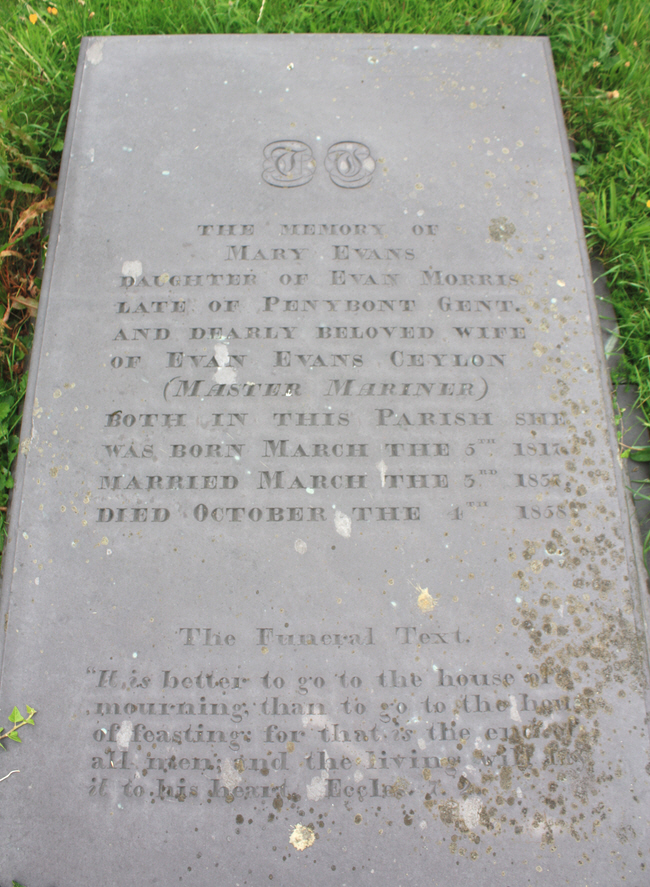 THE MEMORY OF
MARY EVANS
DAUGHTER OF EVAN MORRIS
LATE OF PENYBONT GENT.
AND DEARLY BELOVED WIFE
OF EVAN EVANS CEYLON
(MASTER MARINER)
BOTH IN THIS PARISH SHE
WAS BORN MARCH THE 5TH 1817,
MARRIED MARCH THE 3RD
DIED OCTOBER THE 4TH 1858
The Funeral Text.
"It is better to go to the house of
mourning, than to go to the house
of feasting: for that is the end of
all men; and the living will lay
it to his heart. Eccles. 7.